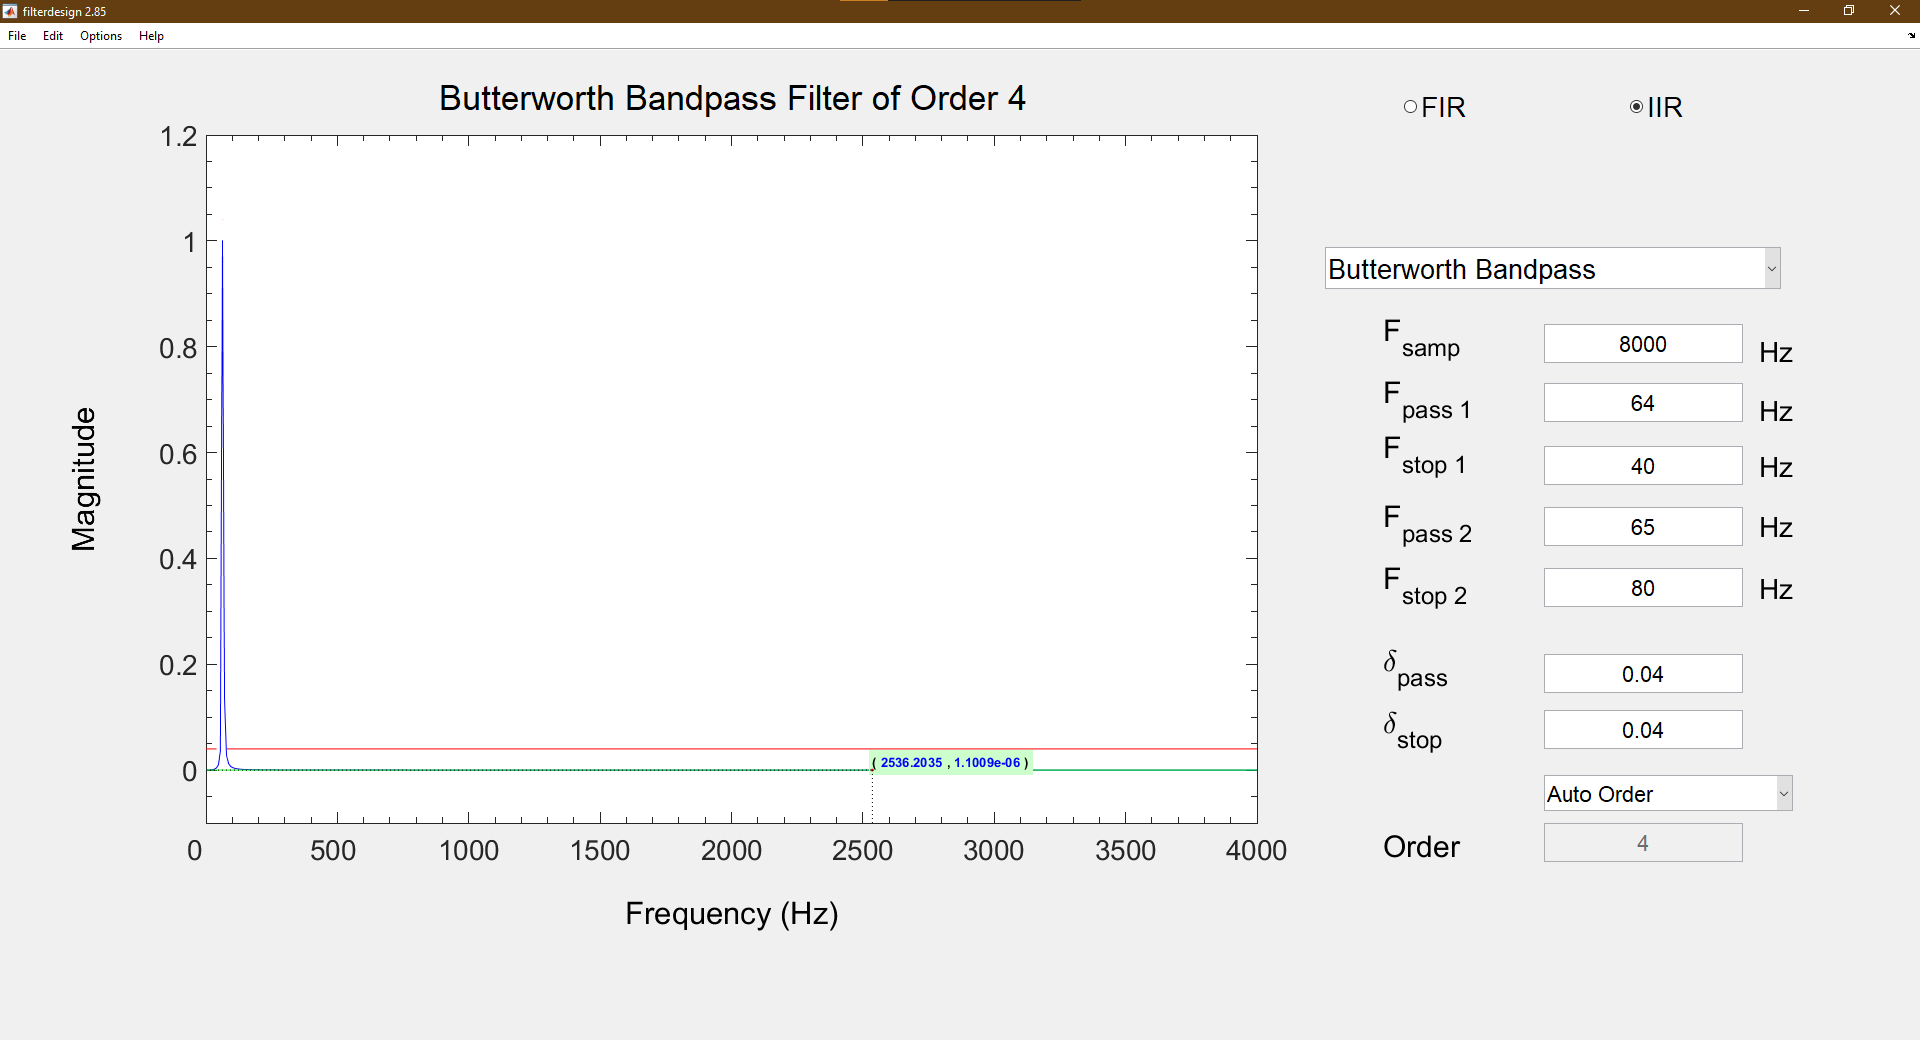 filterdesign 2.85
File Edit Options Help
Butterworth Bandpass Filter of Order 4
FIR IIR
1.2
1
0.8
0.6
0.4
0.2
0
Magnitude
( 2536.2035 , 1.1009e-06 )
0 500 1000 1500 2000 2500 3000 3500 4000
Frequency (Hz)
Butterworth Bandpass
F samp 8000 Hz
F pass 1 64 Hz
F stop 1 40 Hz
F pass 2 65 Hz
F stop 2 80 Hz
δ pass 0.04
δ stop 0.04
Auto Order
Order 4